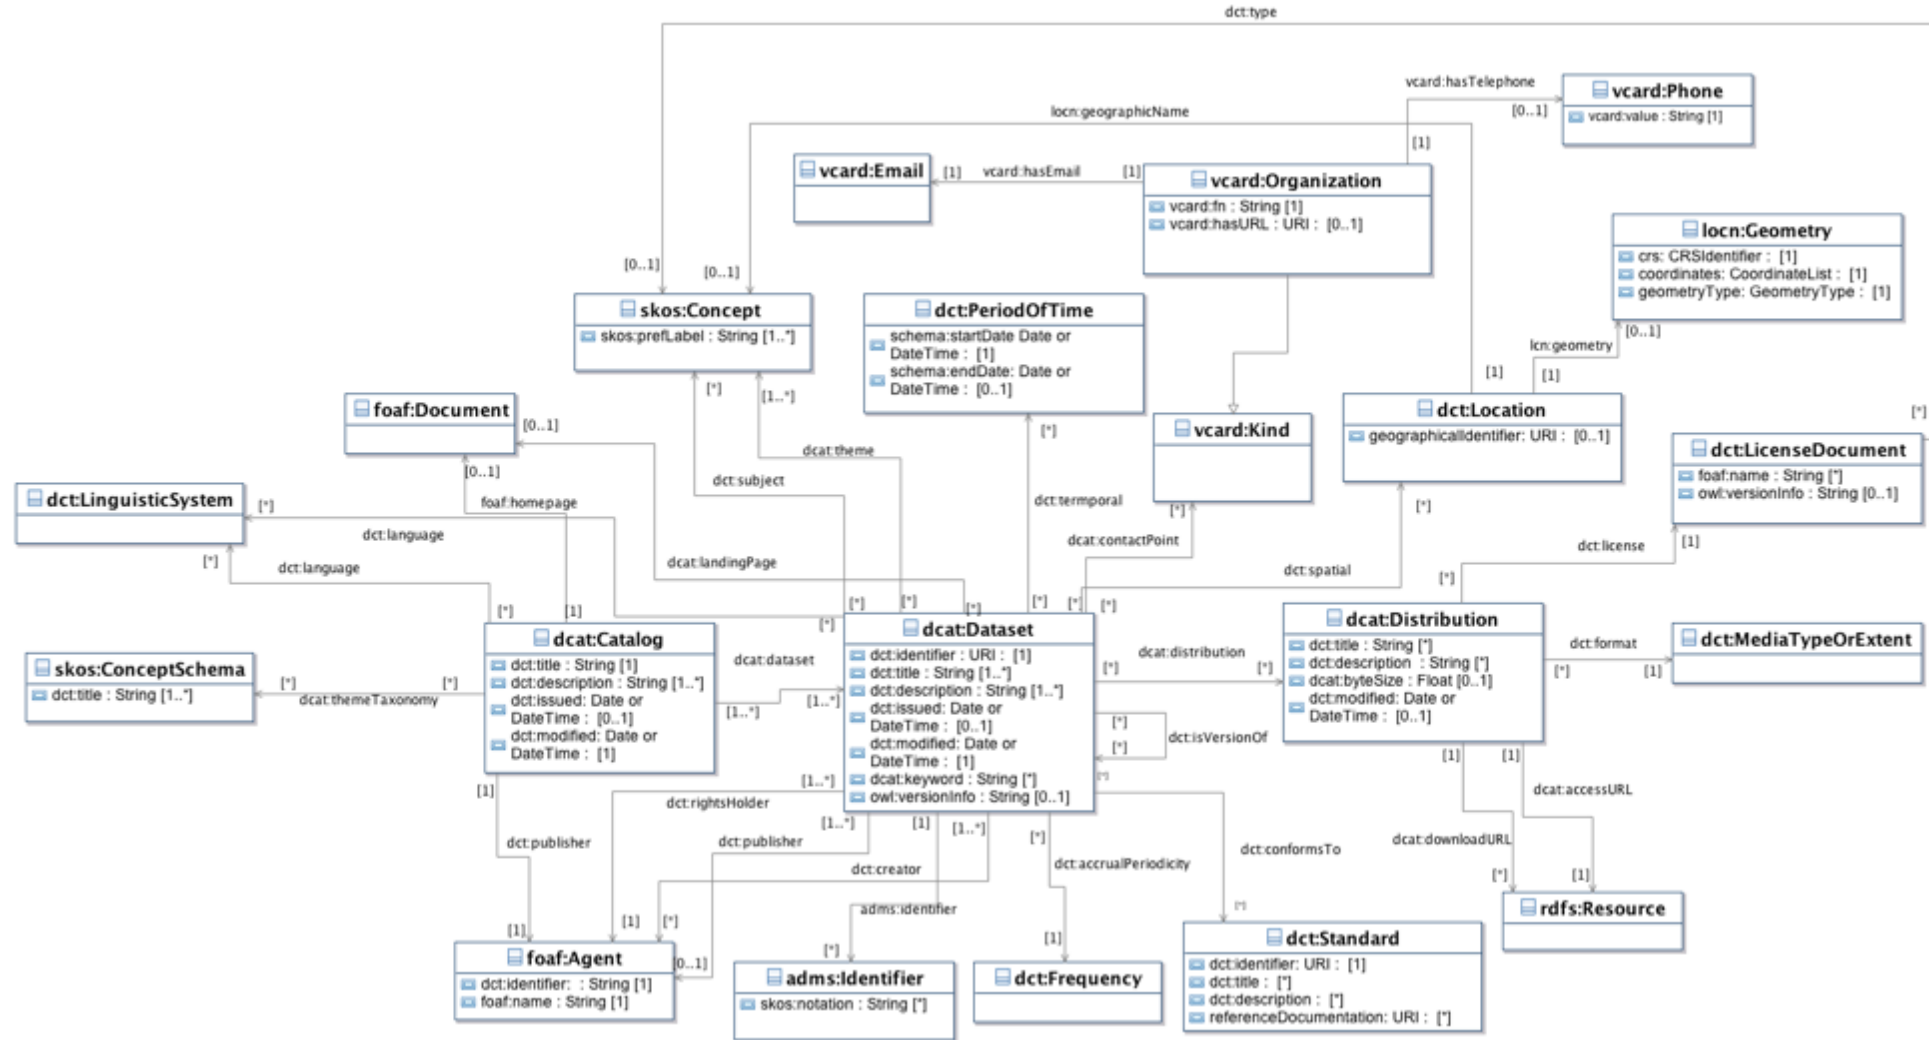 dct:type
vcard:hasTelephone
[0..1]
vcard:Phone
vcard:value : String [1]
locn:geographicName
[1]
vcard:Email
[1]
vcard:hasEmail
[1]
vcard:Organization
vcard:fn : String [1]
vcard:hasURL : URI : [0..1]
locn:Geometry
crs: CRSIdentifier : [1]
coordinates: CoordinateList : [1]
geometryType: GeometryType : [1]
[0..1]
[0..1]
skos:Concept
skos:prefLabel : String [1..*]
dct:PeriodOfTime
schema:startDate Date or
DateTime : [1]
schema:endDate: Date or
DateTime : [0..1]
[0..1]
lcn:geometry
[1]
[1]
[*]
[1..*]
foaf:Document
[0..1]
[*]
vcard:Kind
dct:Location
geographicalIdentifier: URI : [0..1]
[*]
dct:LicenseDocument
foaf:name : String [*]
owl:versionInfo : String [0..1]
dcat:theme
dct:subject
[0..1]
foaf:homepage
dct:LinguisticSystem
[*]
dct:language
dct:termporal
[*]
dcat:contactPoint
[*]
dct:license
[1]
[*]
dct:language
dcat:landingPage
dct:spatial
[*]
[*]
[1]
[*]
[*]
[*]
[*]
[*]
[*]
[*]
dcat:Catalog
dct:title : String [1]
dct:description : String [1..*]
dct:issued: Date or
DateTime : [0..1]
dct:modified: Date or
DateTime : [1]
dcat:Dataset
dct:identifier : URI : [1]
dct:title : String [1..*]
dct:description : String [1..*]
dct:issued: Date or
DateTime : [0..1]
dct:modified: Date or
DateTime : [1]
dcat:keyword : String [*]
owl:versionInfo : String [0..1]
dcat:Distribution
dct:title : String [*]
dct:description : String [*]
dcat:byteSize : Float [0..1]
dct:modified: Date or
DateTime : [0..1]
dct:format
[*]
[1]
dct:MediaTypeOrExtent
skos:ConceptSchema
dct:title : String [1..*]
[*]
[*]
dcat:themeTaxonomy
dcat:dataset
[1..*]
[1..*]
dcat:distribution
[*]
[*]
[*]
dct:isVersionOf
[*]
[*]
[1]
[1]
dcat:accessURL
dcat:downloadURL
[*]
[1]
rdfs:Resource
[1]
dct:publisher
[1]
[1..*]
dct:rightsHolder
[1]
[1..*]
dct:publisher
[0..1]
[1]
adms:identifier
[*]
[1..*]
dct:creator
[*]
[*]
dct:accrualPeriodicity
[1]
dct:conformsTo
[*]
foaf:Agent
dct:identifier: : String [1]
foaf:name : String [1]
adms:Identifier
skos:notation : String [*]
dct:Frequency
dct:Standard
dct:identifier: URI : [1]
dct:title : [*]
dct:description : [*]
referenceDocumentation: URI : [*]